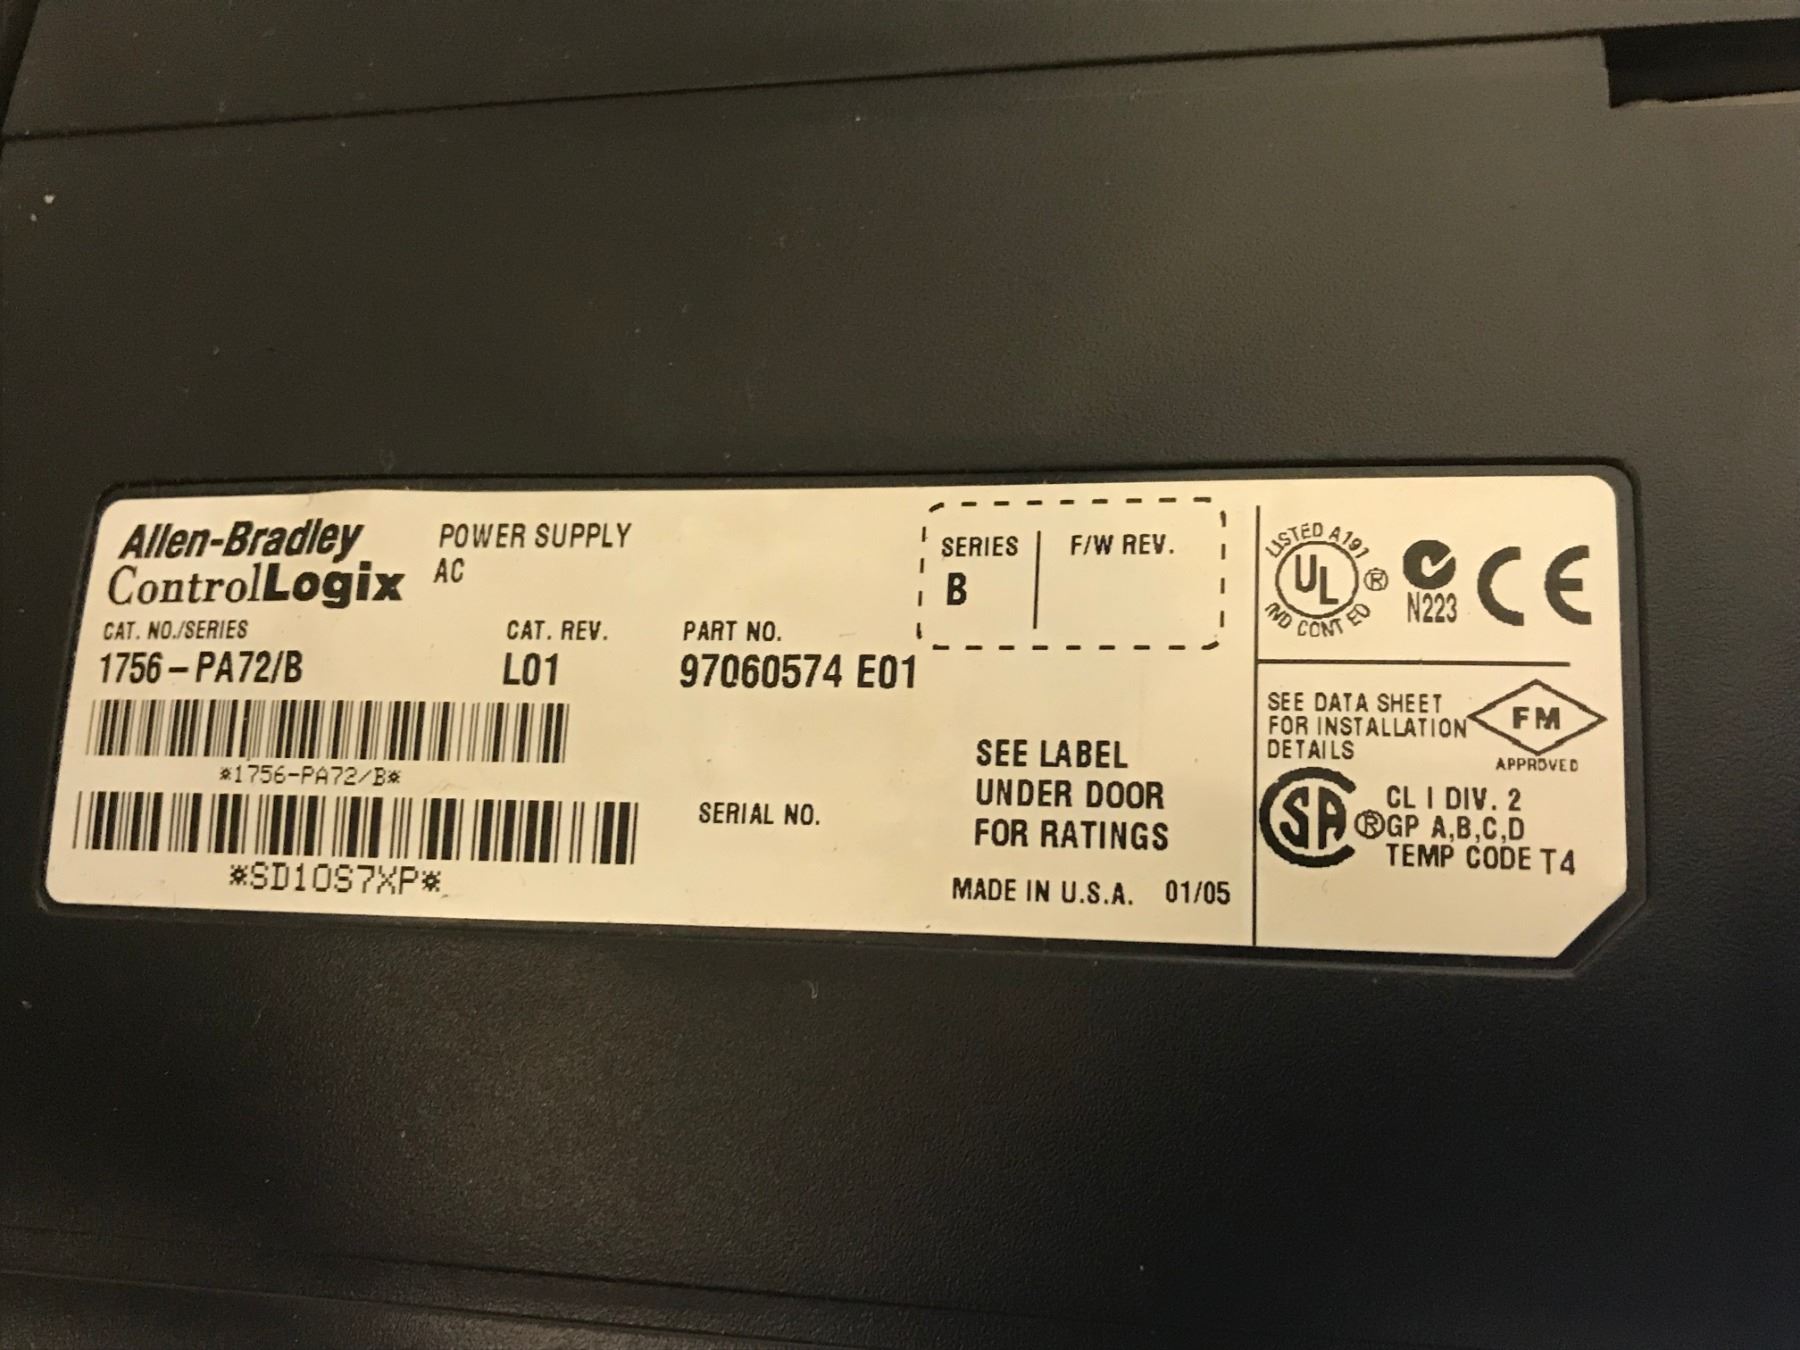 Allen-Bradley
ControlLogix
POWER SUPPLY
AC
CAT. NO./SERIES
1756-PA72/B
CAT. REV.
L01
PART NO.
97060574 E01
SERIES
B
F/W REV.
*1756-PA72/B*
*SD10S7XP*
SERIAL NO.
SEE LABEL
UNDER DOOR
FOR RATINGS
MADE IN U.S.A. 01/05
LISTED A197
UL ®
IND CONT EQ
N223
CE
SEE DATA SHEET
FOR INSTALLATION
DETAILS
FM
APPROVED
SA ®
CL I DIV. 2
GP A,B,C,D
TEMP CODE T4